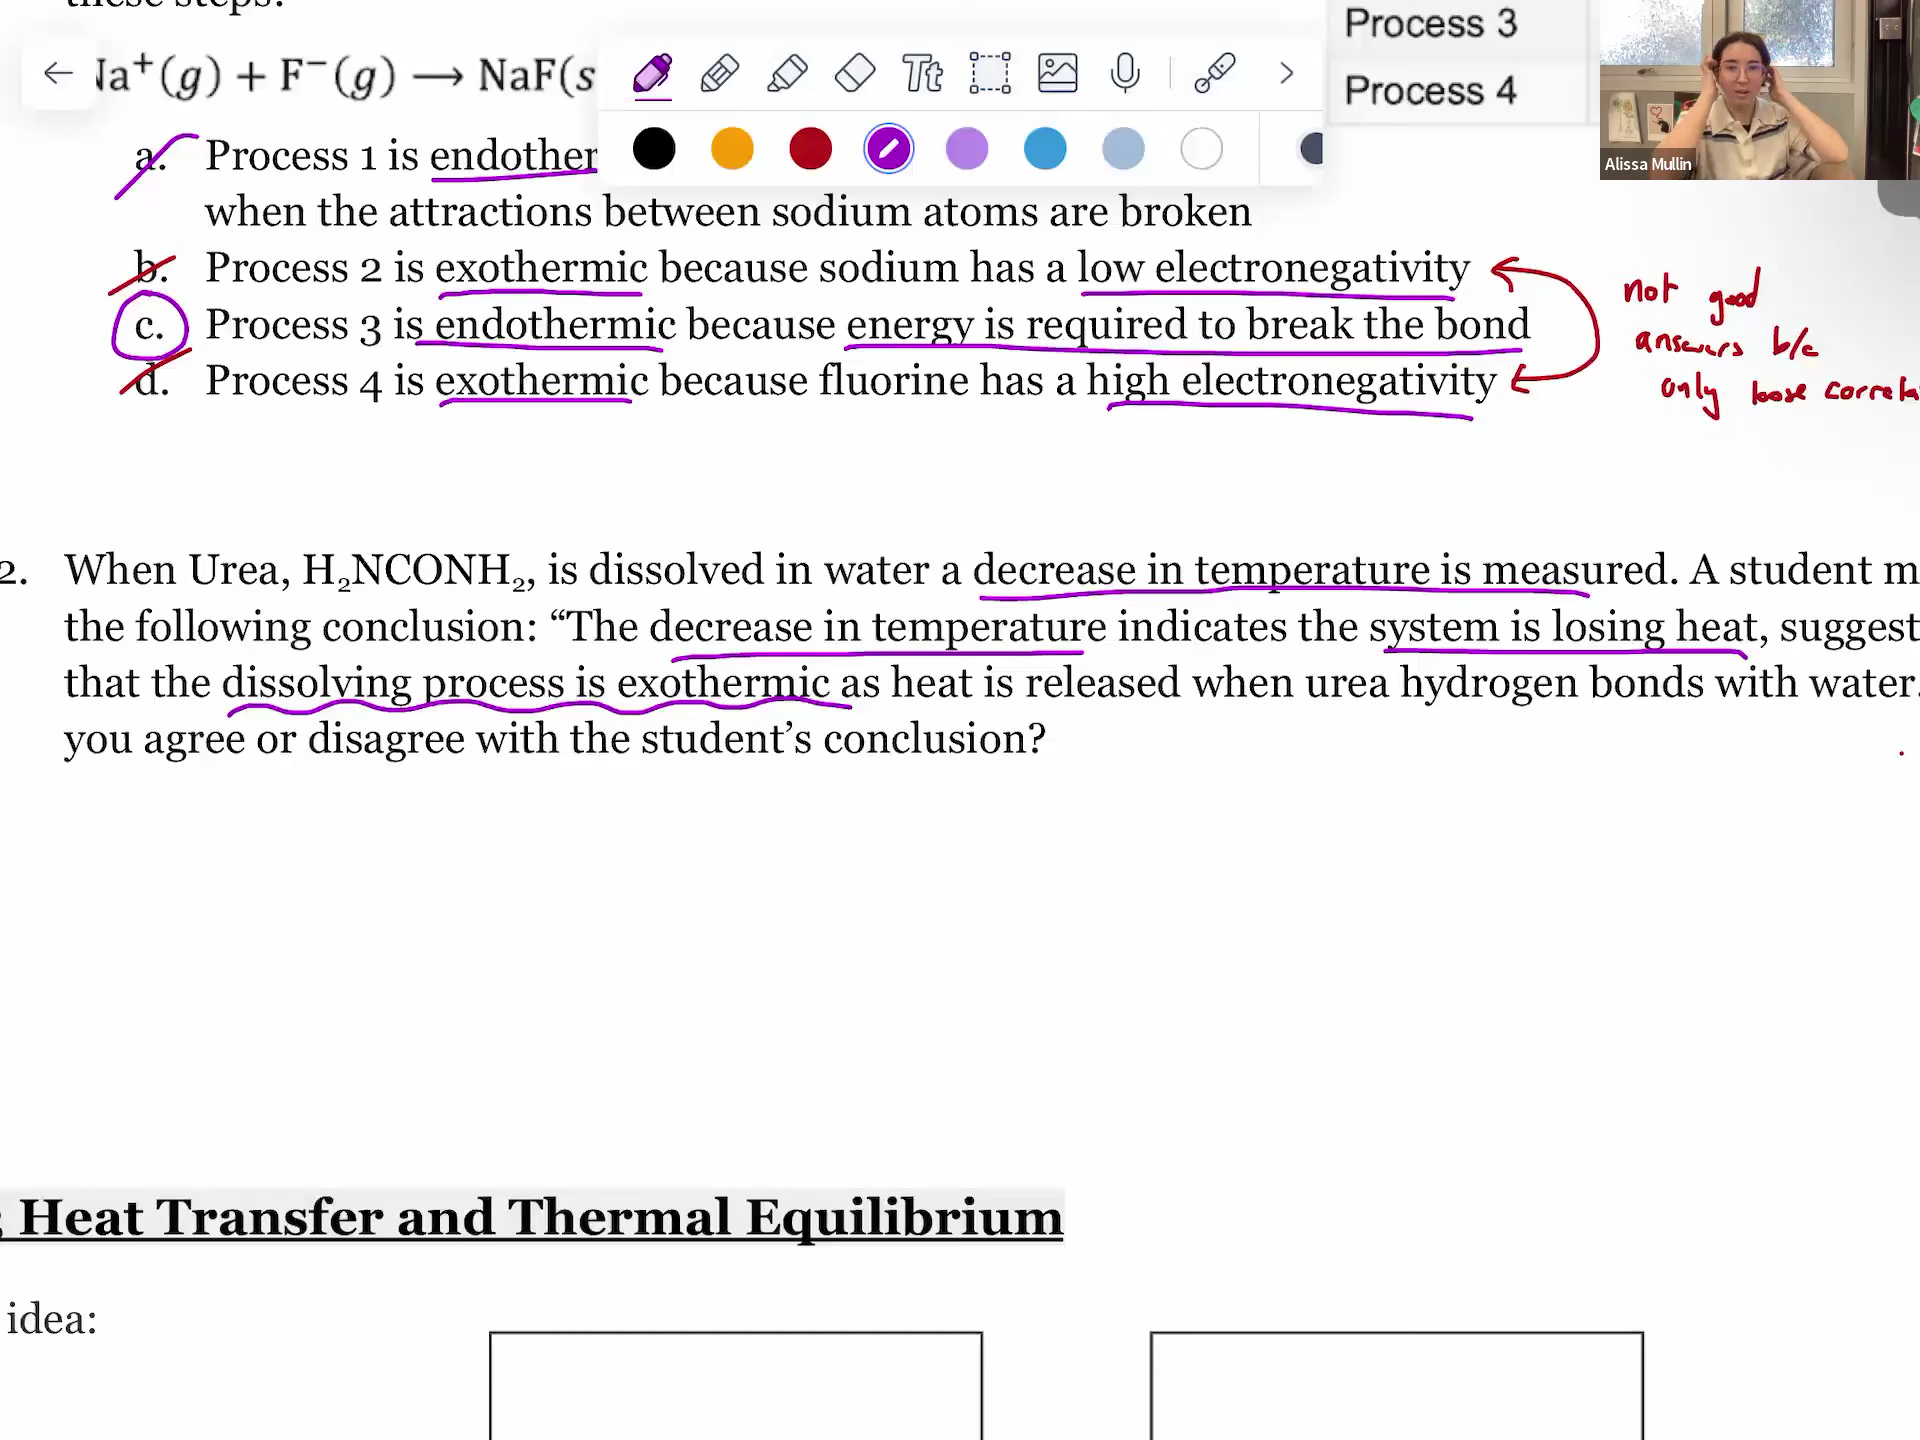 these steps?
Na⁺(g) + F⁻(g) → NaF(s
Process 3
Process 4
Tt
Alissa Mullin
a. Process 1 is endother
when the attractions between sodium atoms are broken
b. Process 2 is exothermic because sodium has a low electronegativity
c. Process 3 is endothermic because energy is required to break the bond
d. Process 4 is exothermic because fluorine has a high electronegativity
not good
answers b/c
only loose correla
2. When Urea, H₂NCONH₂, is dissolved in water a decrease in temperature is measured. A student m
the following conclusion: “The decrease in temperature indicates the system is losing heat, suggest
that the dissolving process is exothermic as heat is released when urea hydrogen bonds with water.
you agree or disagree with the student’s conclusion?
Heat Transfer and Thermal Equilibrium
idea: